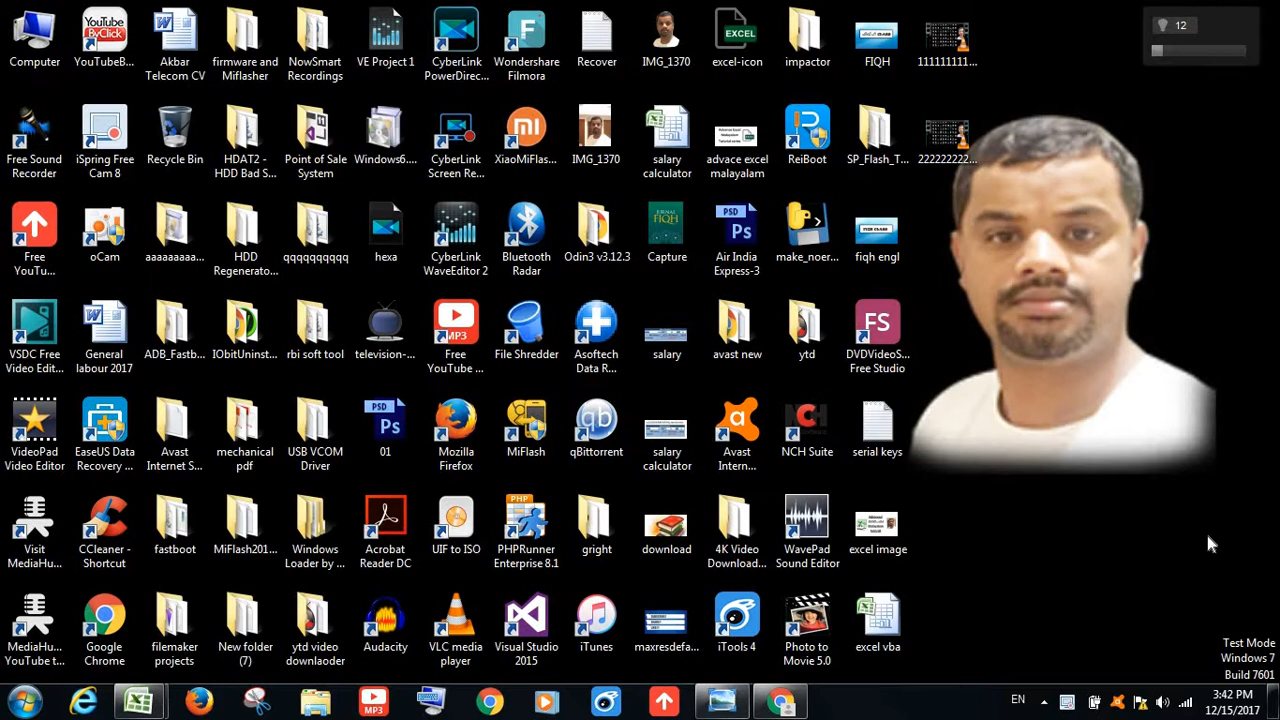 Computer
YouTubeB...
Akbar
Telecom CV
firmware and
Miflasher
NowSmart
Recordings
VE Project 1
CyberLink
PowerDirec...
Wondershare
Filmora
Recover
IMG_1370
excel-icon
impactor
FIQH
111111111...
12
Free Sound
Recorder
iSpring Free
Cam 8
Recycle Bin
HDAT2 -
HDD Bad S...
Point of Sale
System
Windows6....
CyberLink
Screen Re...
XiaoMiFlas...
IMG_1370
salary
calculator
advace excel
malayalam
ReiBoot
SP_Flash_T...
222222222...
Free
YouTu...
oCam
aaaaaaaaa...
HDD
Regenerato...
qqqqqqqqqq
hexa
CyberLink
WaveEditor 2
Bluetooth
Radar
Odin3 v3.12.3
Capture
Air India
Express-3
make_noer...
fiqh engl
VSDC Free
Video Edit...
General
labour 2017
ADB_Fastb...
IObitUninst...
rbi soft tool
television-...
Free
YouTube ...
File Shredder
Asoftech
Data R...
salary
avast new
ytd
DVDVideoS...
Free Studio
VideoPad
Video Editor
EaseUS Data
Recovery ...
Avast
Internet S...
mechanical
pdf
USB VCOM
Driver
01
Mozilla
Firefox
MiFlash
qBittorrent
salary
calculator
Avast
Intern...
NCH Suite
serial keys
Visit
MediaHu...
CCleaner -
Shortcut
fastboot
MiFlash201...
Windows
Loader by ...
Acrobat
Reader DC
UIF to ISO
PHPRunner
Enterprise 8.1
gright
download
4K Video
Download...
WavePad
Sound Editor
excel image
MediaHu...
YouTube t...
Google
Chrome
filemaker
projects
New folder
(7)
ytd video
downlaoder
Audacity
VLC media
player
Visual Studio
2015
iTunes
maxresdefa...
iTools 4
Photo to
Movie 5.0
excel vba
Test Mode
Windows 7
Build 7601
EN
3:42 PM
12/15/2017